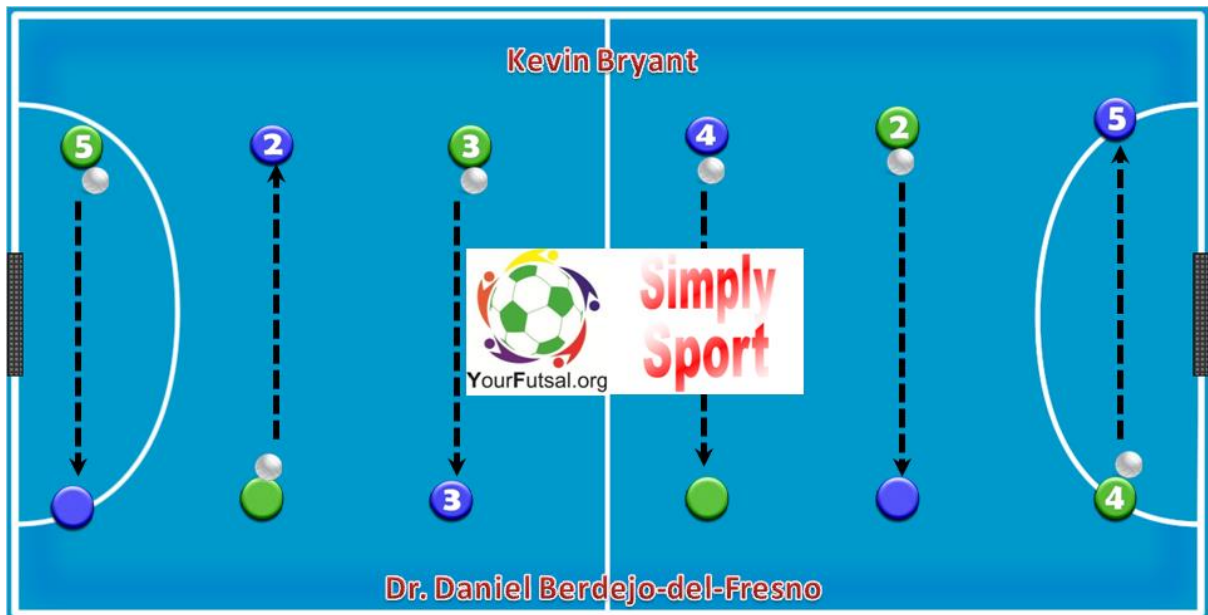 Kevin Bryant
5 2 3 4 2 5
YourFutsal.org
Simply
Sport
3 4
Dr. Daniel Berdejo-del-Fresno